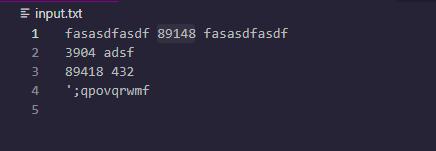 input.txt
1 fasasdfasdf 89148 fasasdfasdf
2 3904 adsf
3 89418 432
4 ';qpovqrwmf
5